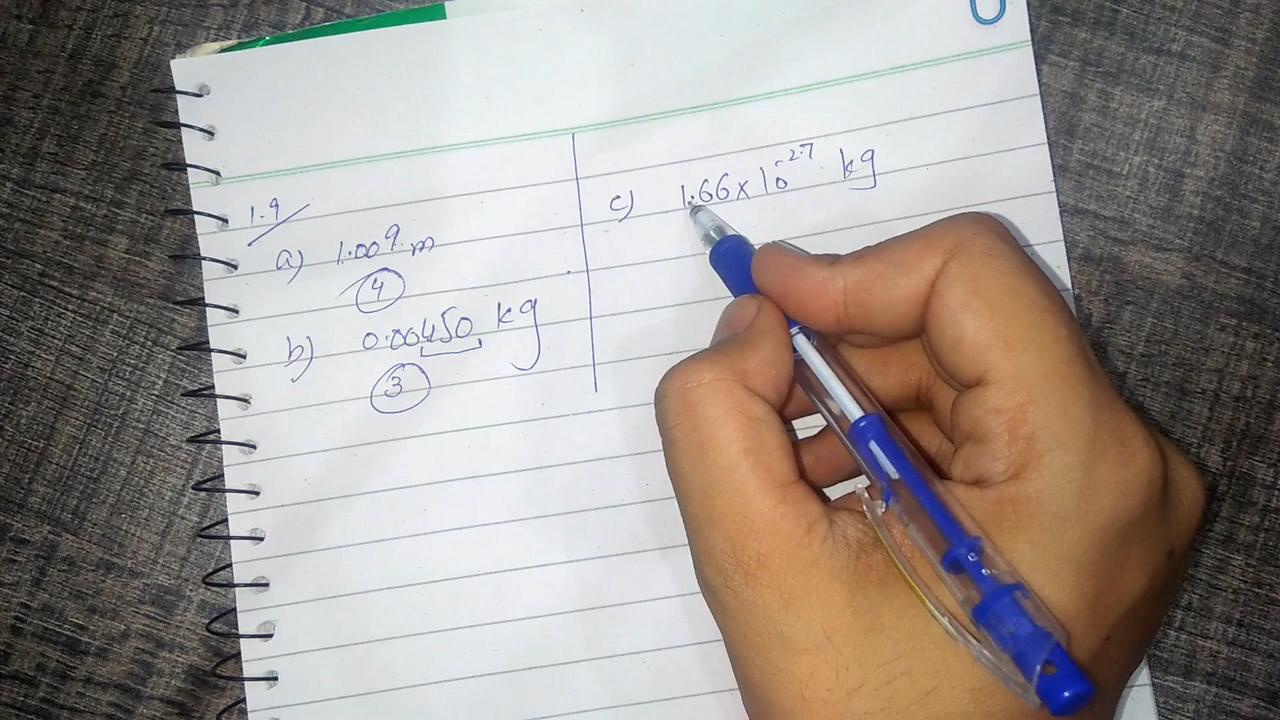 1.9
a) 1.009 m
4
b) 0.00450 kg
3
c) 1.66 x 10^-27 kg